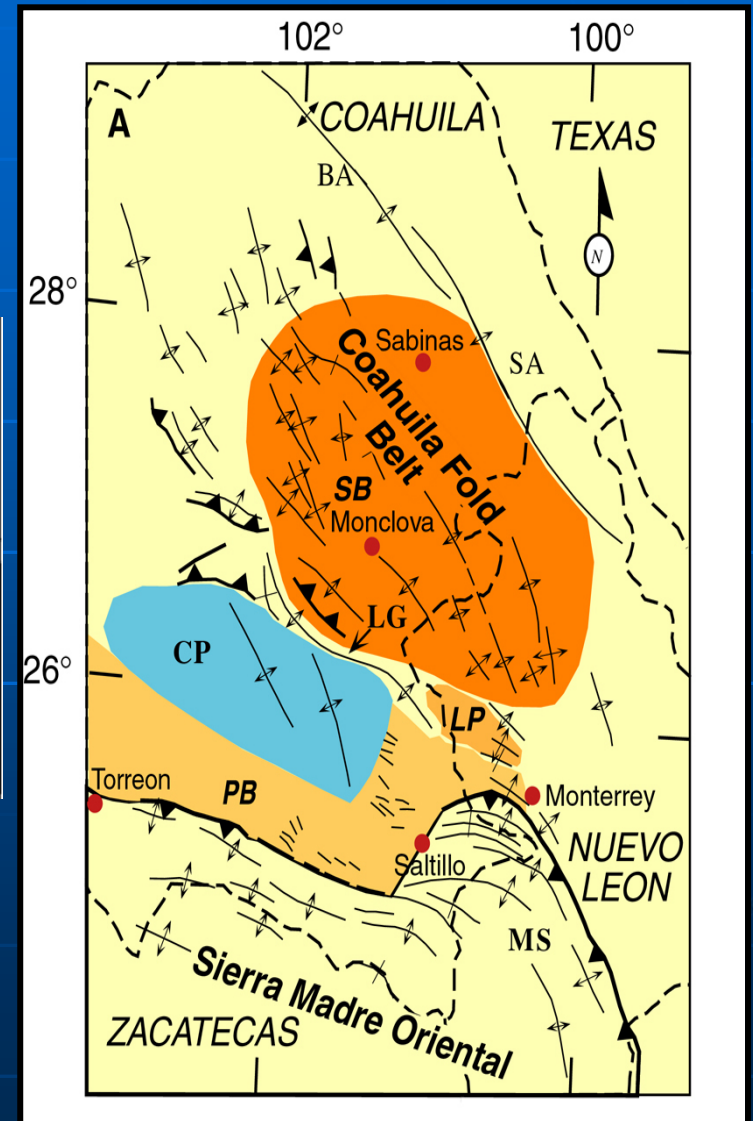 102° 100°
A
COAHUILA
TEXAS
BA
N
28°
Sabinas
SA
Coahuila Fold
Belt
SB
Monclova
LG
CP
26°
LP
Torreon
PB
Monterrey
Saltillo
NUEVO
LEON
MS
Sierra Madre Oriental
ZACATECAS